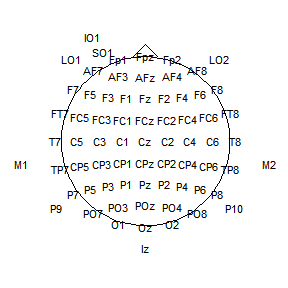 IO1
SO1 Fp1 Fpz Fp2
LO1 LO2
AF7 AF3 AFz AF4 AF8
F7 F5 F3 F1 Fz F2 F4 F6 F8
FT7 FC5 FC3 FC1 FCz FC2 FC4 FC6 FT8
T7 C5 C3 C1 Cz C2 C4 C6 T8
M1 TP7 CP5 CP3 CP1 CPz CP2 CP4 CP6 TP8 M2
P7 P5 P3 P1 Pz P2 P4 P6 P8
P9 PO7 PO3 POz PO4 PO8 P10
O1 Oz O2
Iz